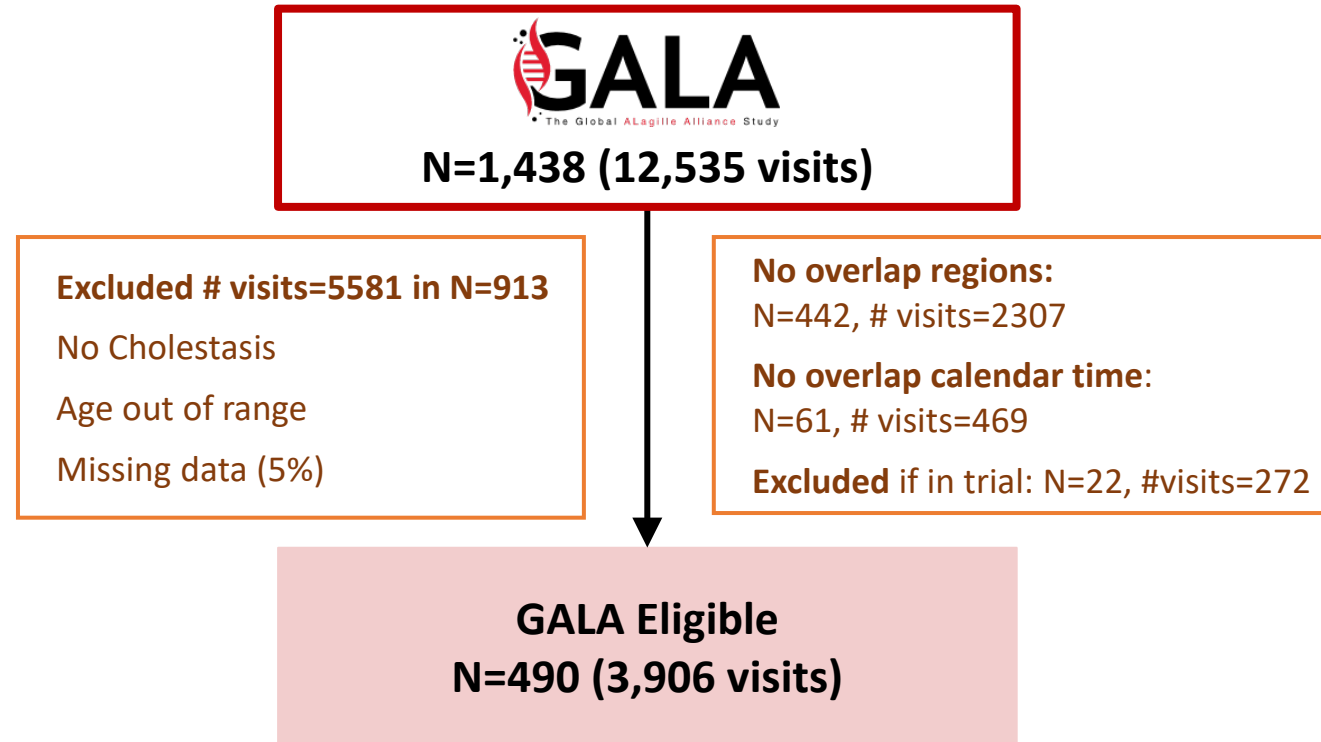 GALA
The Global ALagille Alliance Study
N=1,438 (12,535 visits)
Excluded # visits=5581 in N=913
No Cholestasis
Age out of range
Missing data (5%)
No overlap regions:
N=442, # visits=2307
No overlap calendar time:
N=61, # visits=469
Excluded if in trial: N=22, #visits=272
GALA Eligible
N=490 (3,906 visits)